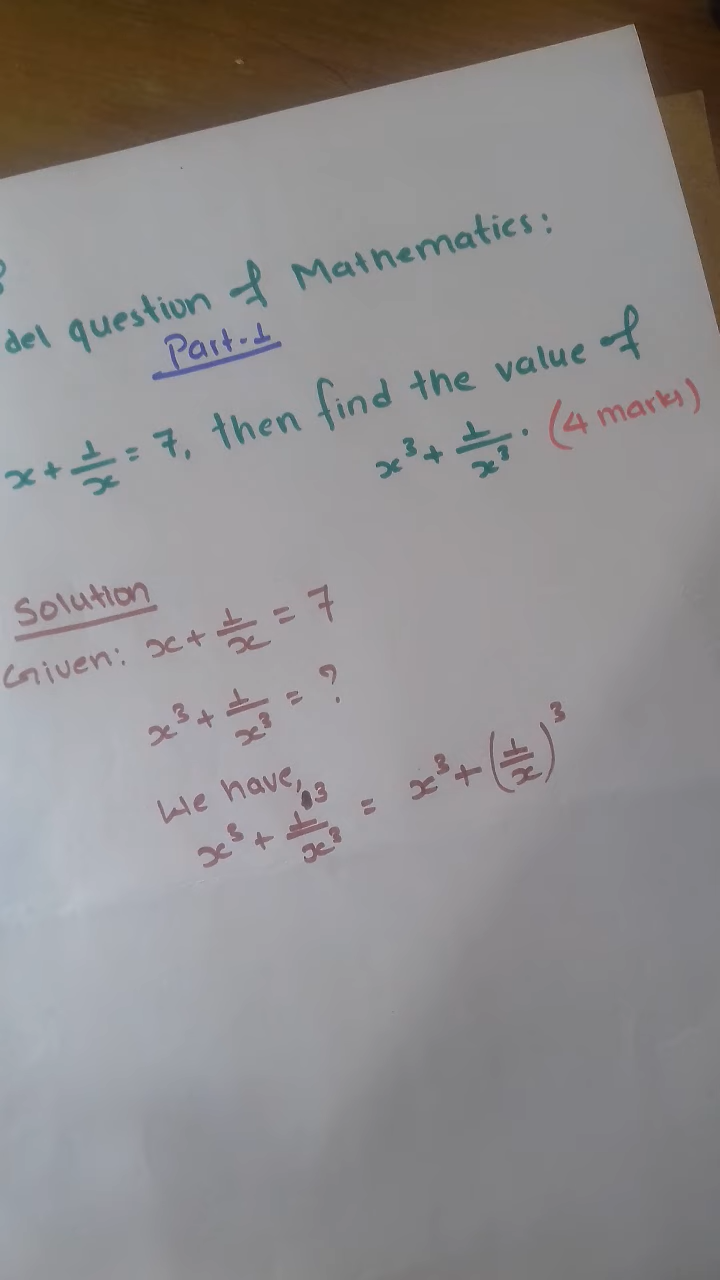 del question of Mathematics:
Part-1
x + 1/x = 7, then find the value of
x³ + 1/x³. (4 marks)
Solution
Given: x + 1/x = 7
x³ + 1/x³ = ?
We have,
x³ + 1³/x³ = x³ + (1/x)³